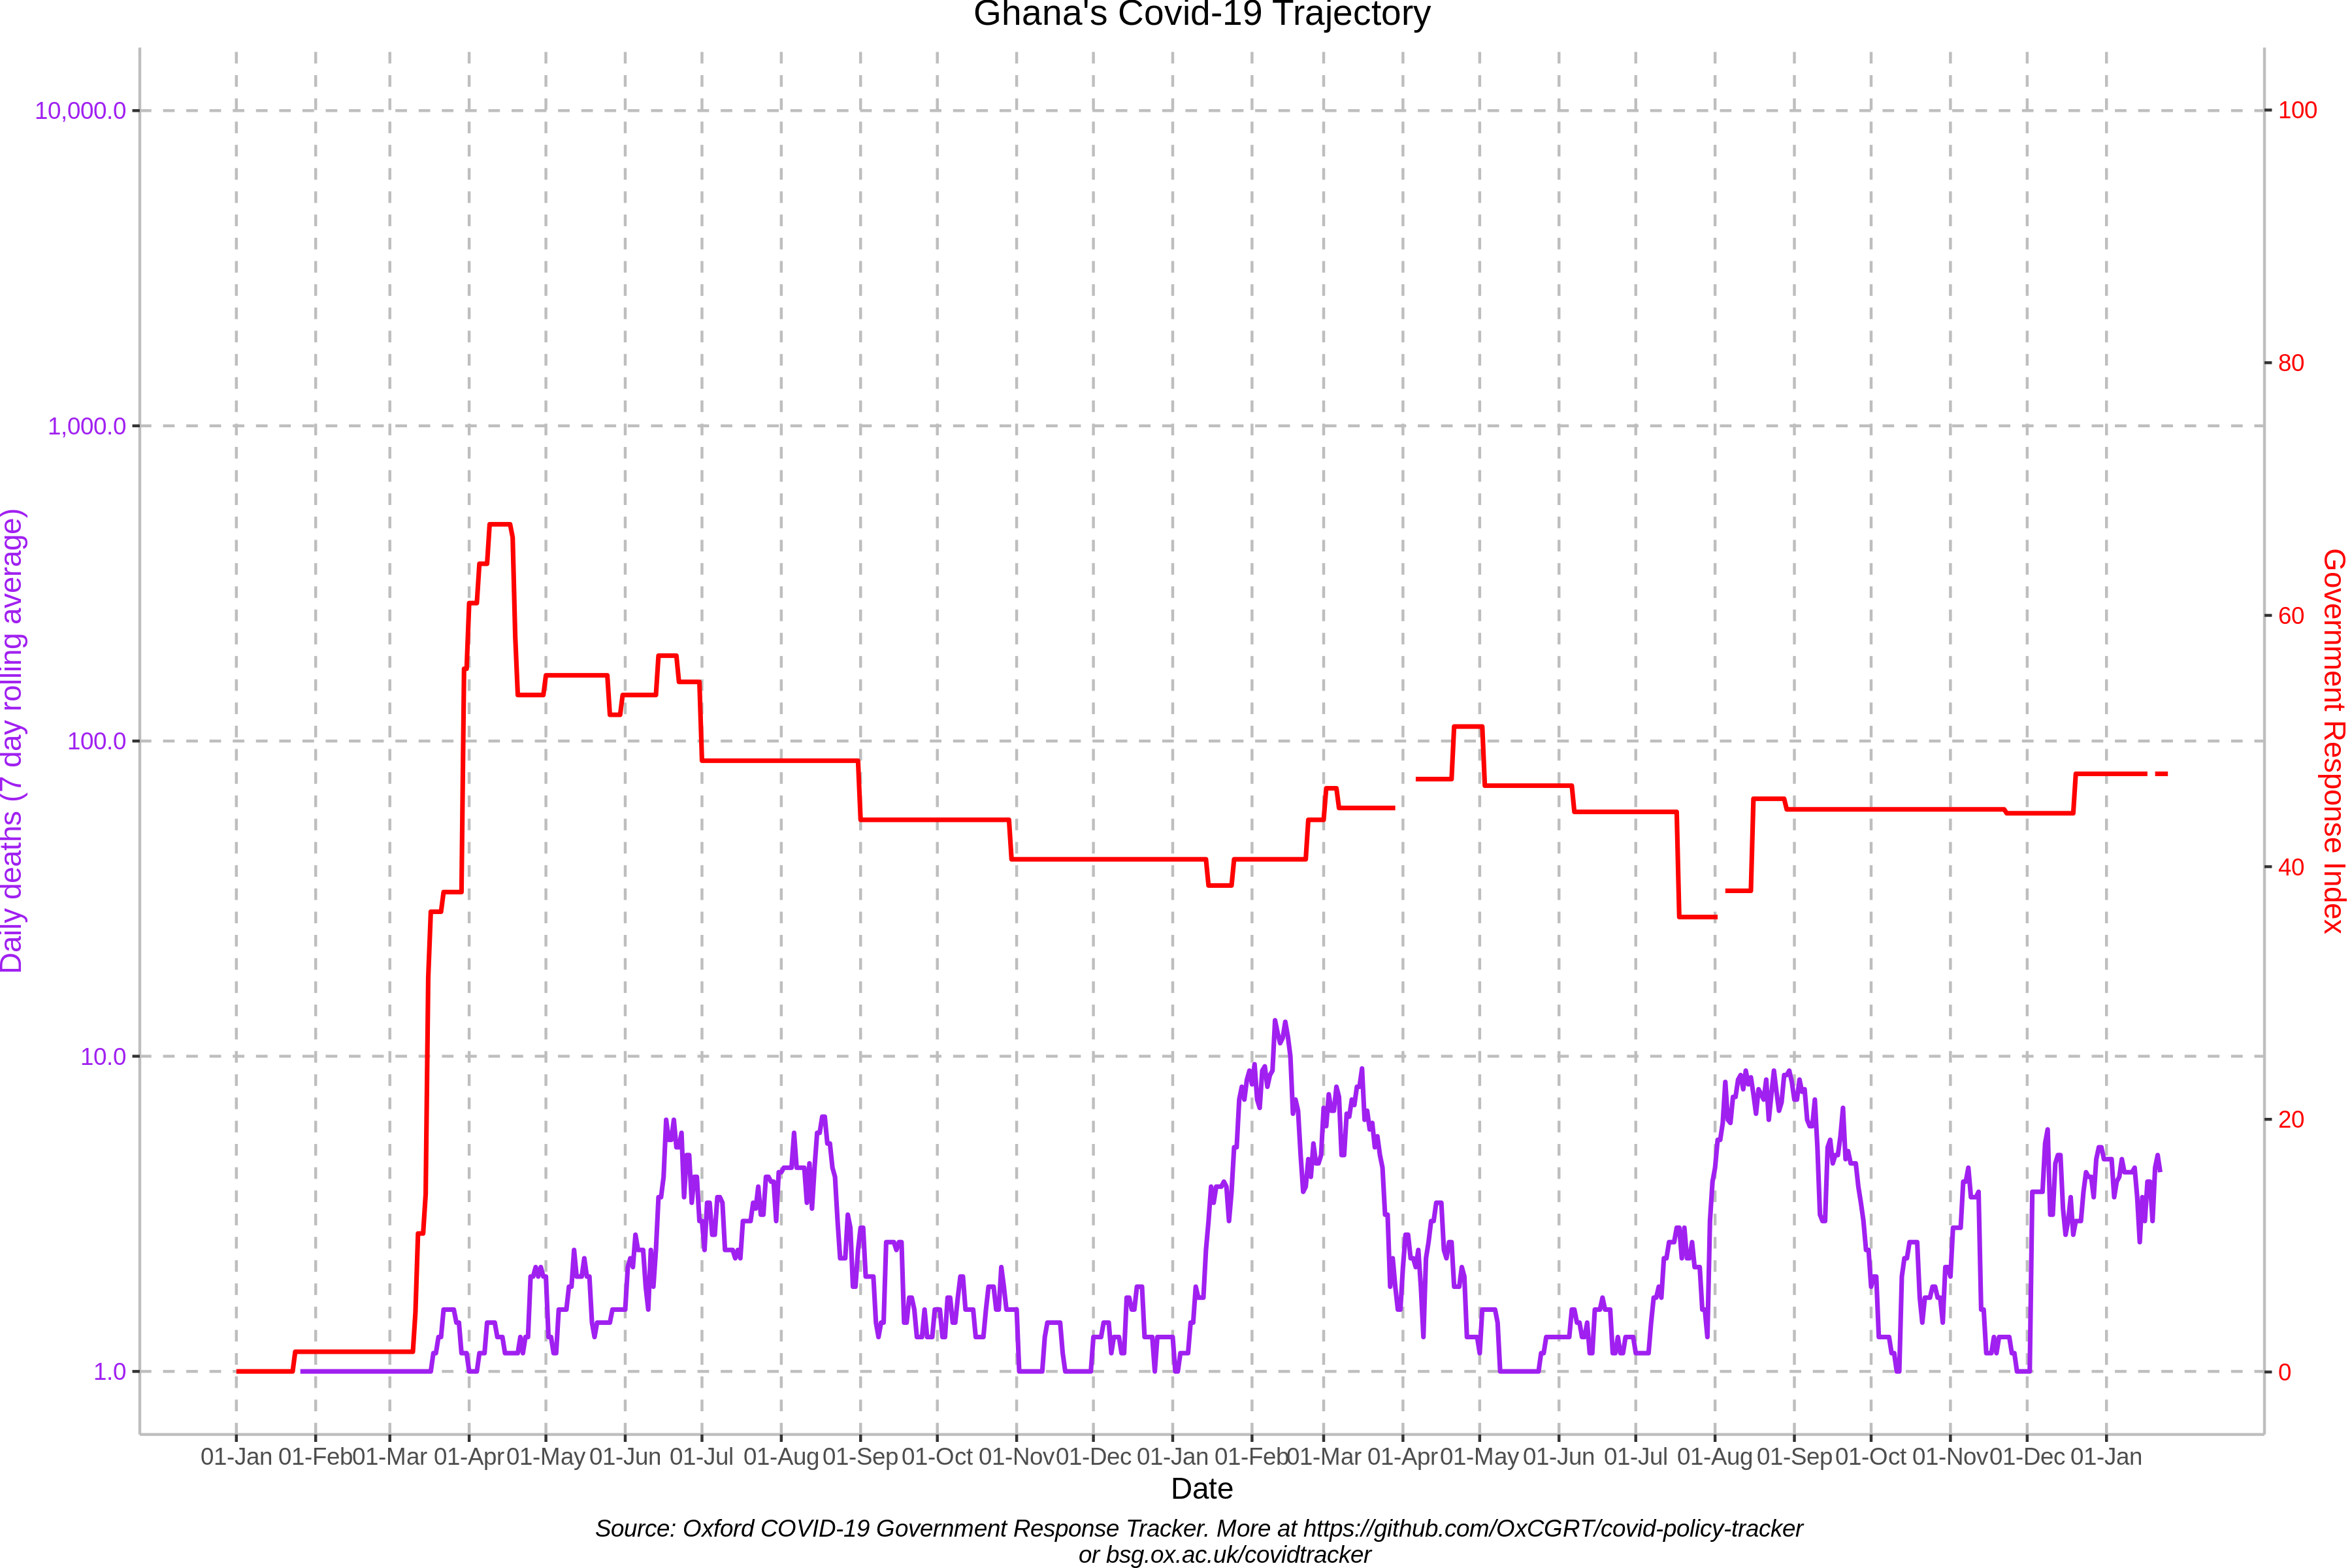 Ghana's Covid-19 Trajectory
10,000.0
1,000.0
100.0
10.0
1.0
Daily deaths (7 day rolling average)
100
80
60
40
20
0
Government Response Index
01-Jan 01-Feb 01-Mar 01-Apr 01-May 01-Jun 01-Jul 01-Aug 01-Sep 01-Oct 01-Nov 01-Dec 01-Jan 01-Feb 01-Mar 01-Apr 01-May 01-Jun 01-Jul 01-Aug 01-Sep 01-Oct 01-Nov 01-Dec 01-Jan
Date
Source: Oxford COVID-19 Government Response Tracker. More at https://github.com/OxCGRT/covid-policy-tracker
or bsg.ox.ac.uk/covidtracker